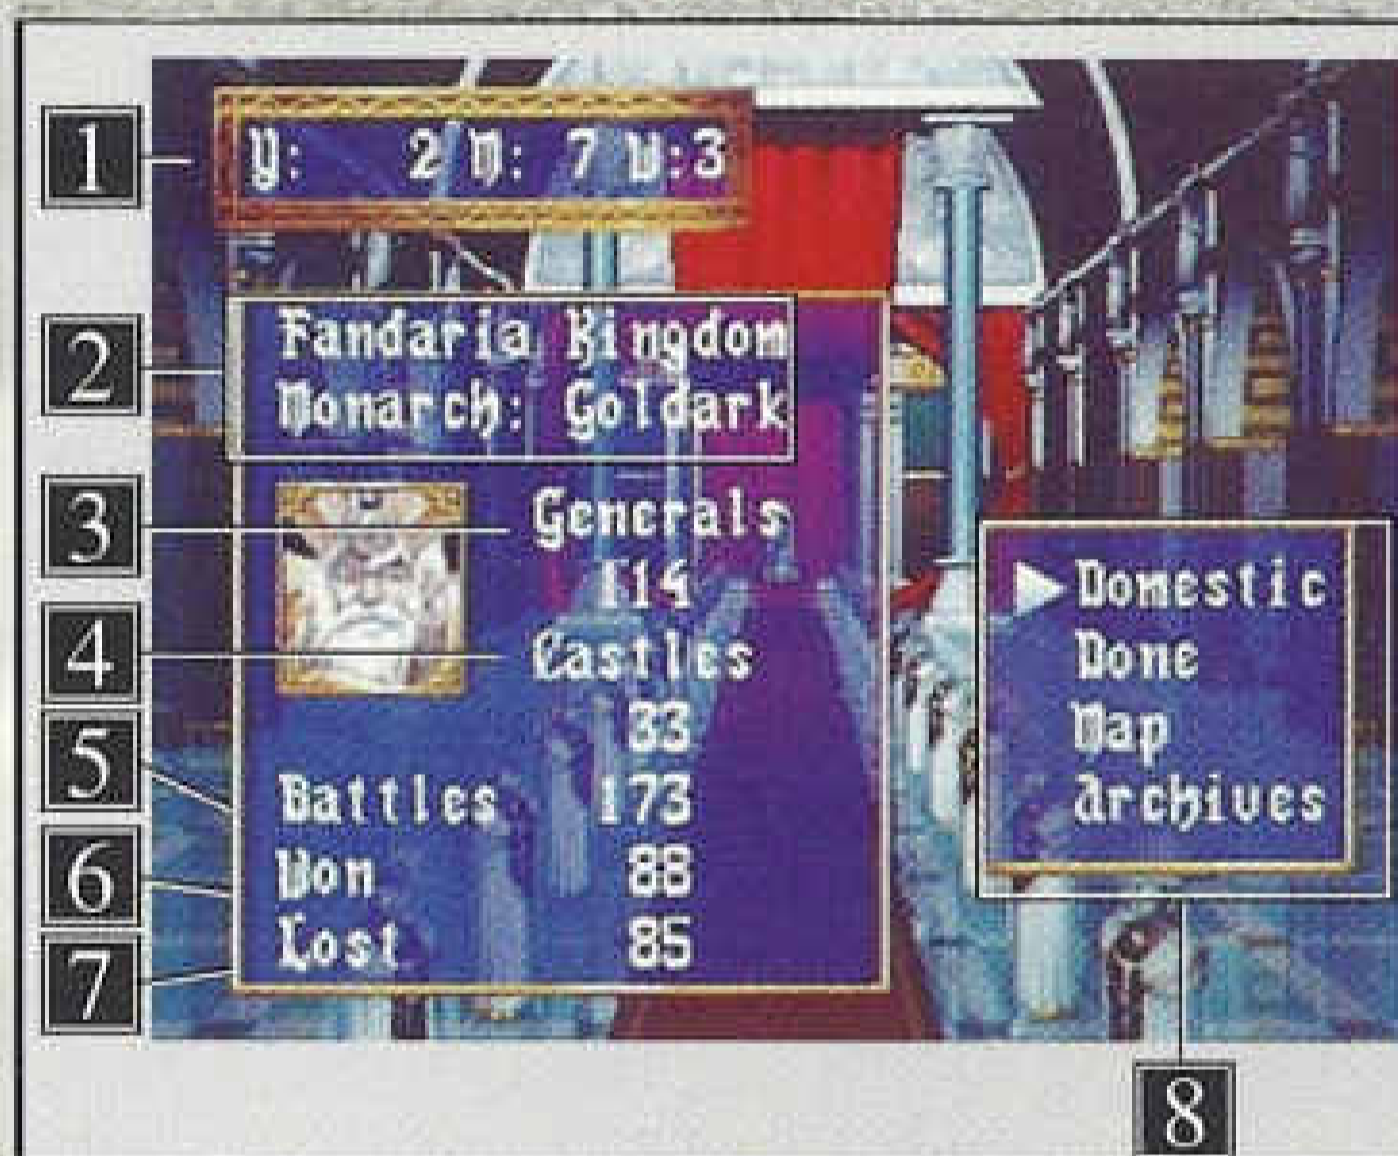 1
Y: 2 M: 7 W:3
2
Fandaria Kingdom
Monarch: Goldark
3
Generals
114
4
Castles
33
5
Battles 173
6
Won 88
7
Lost 85
Domestic
Done
Map
Archives
8